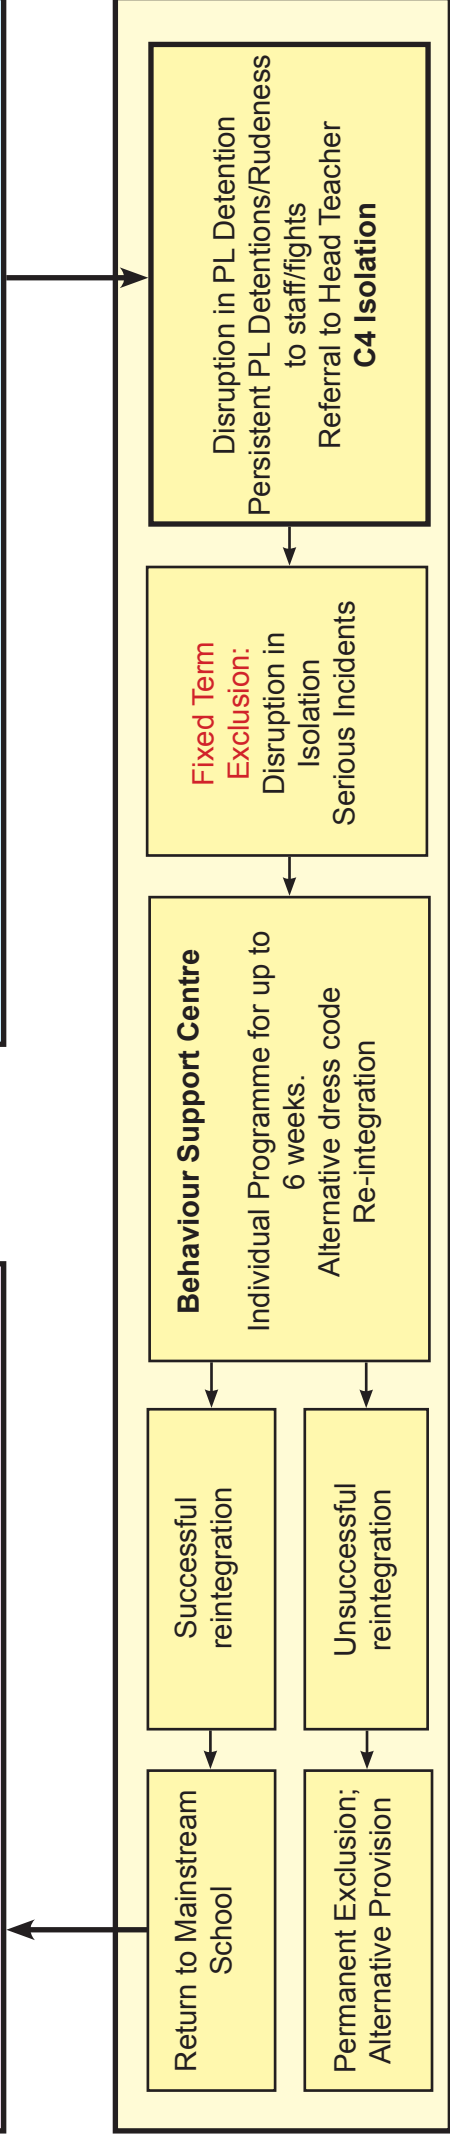 Disruption in PL Detention
Persistent PL Detentions/Rudeness
to staff/fights
Referral to Head Teacher
C4 Isolation
Fixed Term
Exclusion:
Disruption in
Isolation
Serious Incidents
Behaviour Support Centre
Individual Programme for up to
6 weeks.
Alternative dress code
Re-integration
Successful
reintegration
Unsuccessful
reintegration
Return to Mainstream
School
Permanent Exclusion;
Alternative Provision